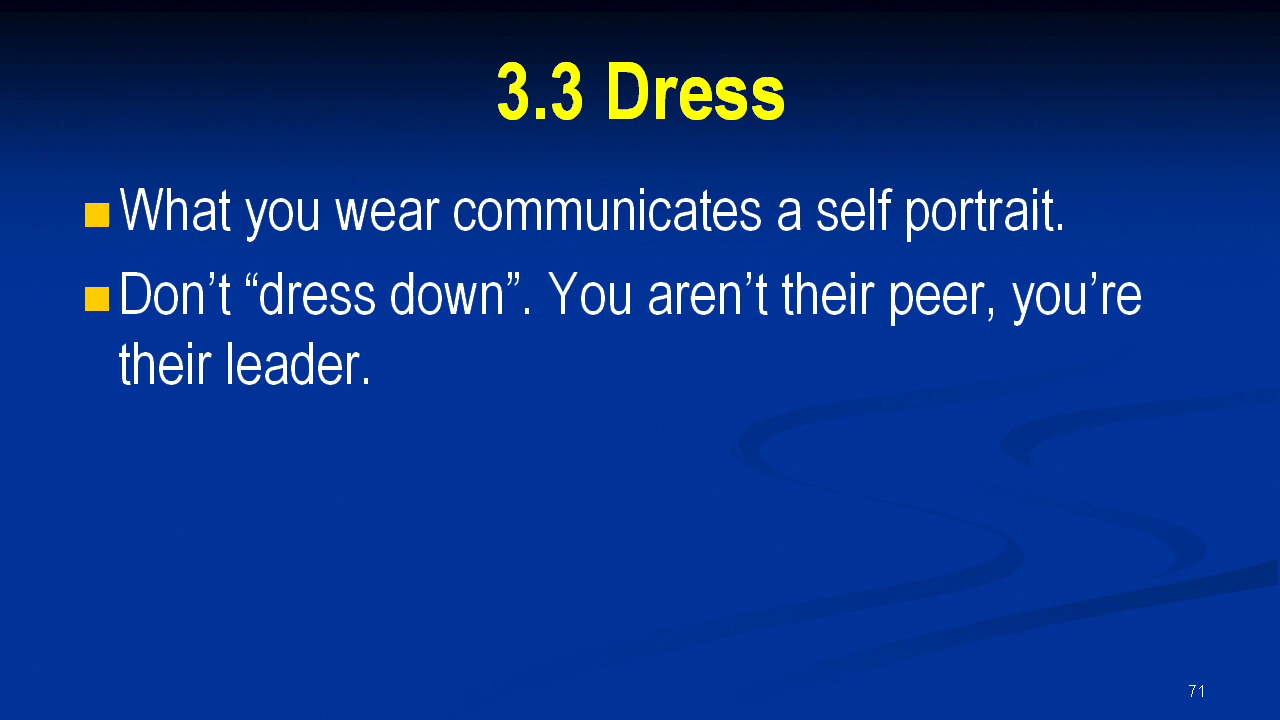 3.3 Dress
What you wear communicates a self portrait.
Don’t “dress down”. You aren’t their peer, you’re
their leader.
71